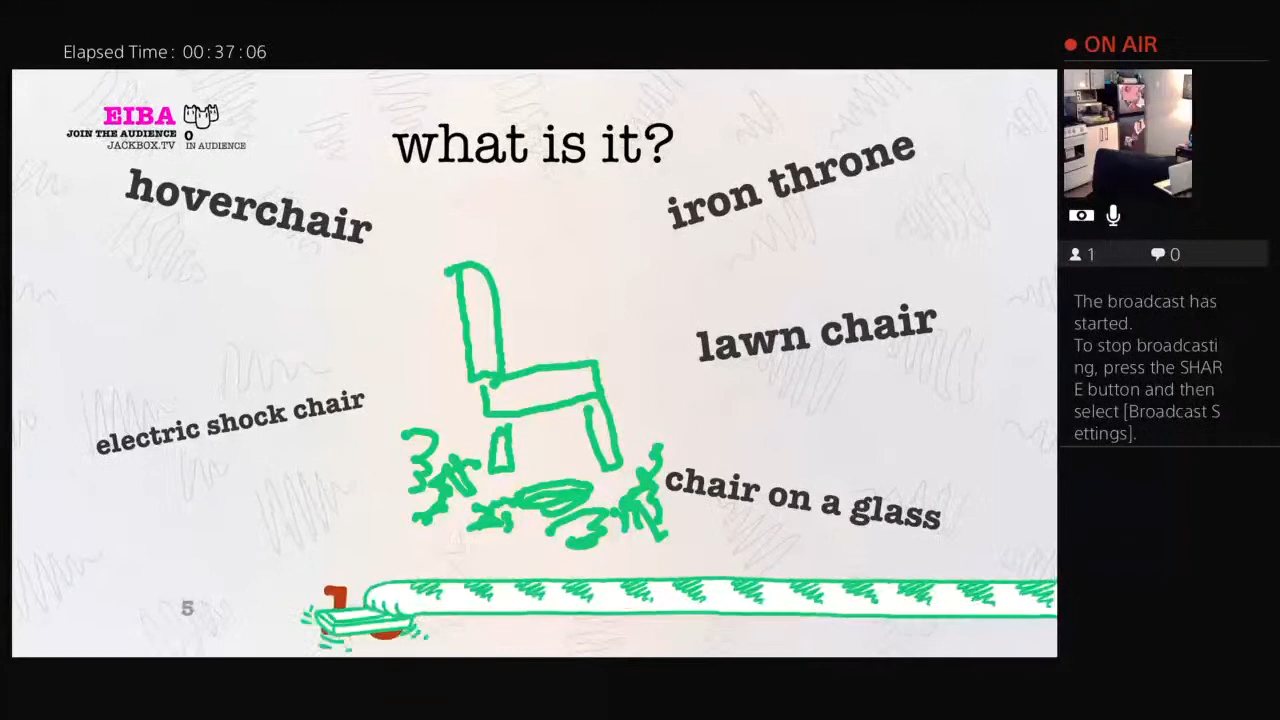 Elapsed Time: 00:37:06
ON AIR
EIBA
JOIN THE AUDIENCE
JACKBOX.TV
0
IN AUDIENCE
what is it?
hoverchair
iron throne
lawn chair
electric shock chair
chair on a glass
5
1
0
The broadcast has
started.
To stop broadcasti
ng, press the SHAR
E button and then
select [Broadcast S
ettings].